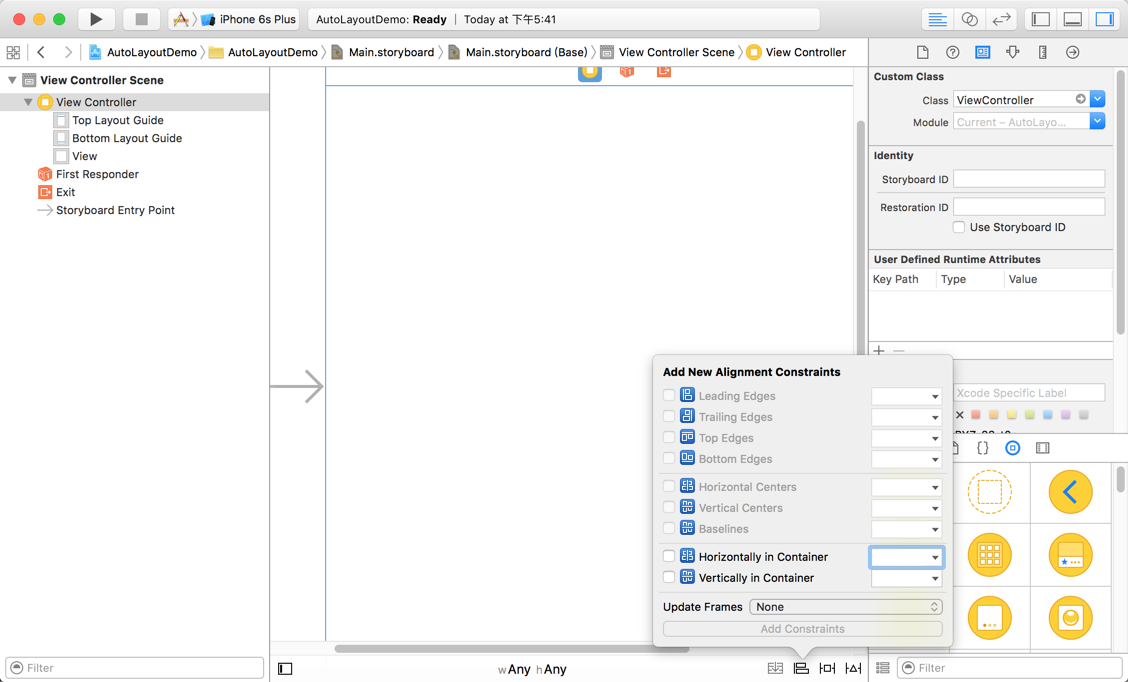 iPhone 6s Plus
AutoLayoutDemo: Ready | Today at 下午5:41
AutoLayoutDemo
AutoLayoutDemo
Main.storyboard
Main.storyboard (Base)
View Controller Scene
View Controller
View Controller Scene
View Controller
Top Layout Guide
Bottom Layout Guide
View
First Responder
Exit
Storyboard Entry Point
Filter
wAny hAny
Add New Alignment Constraints
Leading Edges
Trailing Edges
Top Edges
Bottom Edges
Horizontal Centers
Vertical Centers
Baselines
Horizontally in Container
Vertically in Container
Update Frames None
Add Constraints
Custom Class
Class ViewController
Module Current – AutoLayo...
Identity
Storyboard ID
Restoration ID
Use Storyboard ID
User Defined Runtime Attributes
Key Path Type Value
Xcode Specific Label
Filter